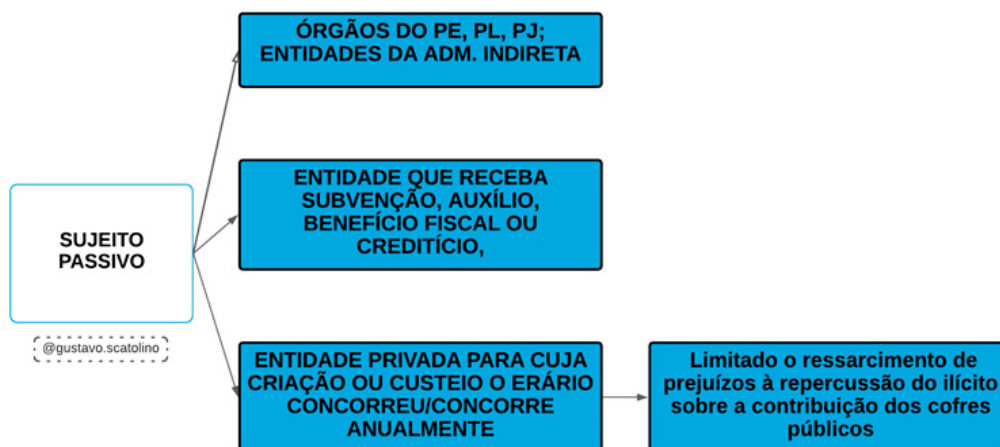 ÓRGÃOS DO PE, PL, PJ;
ENTIDADES DA ADM. INDIRETA
ENTIDADE QUE RECEBA
SUBVENÇÃO, AUXÍLIO,
BENEFÍCIO FISCAL OU
CREDITÍCIO,
SUJEITO
PASSIVO
@gustavo.scatolino
ENTIDADE PRIVADA PARA CUJA
CRIAÇÃO OU CUSTEIO O ERÁRIO
CONCORREU/CONCORRE
ANUALMENTE
Limitado o ressarcimento de
prejuízos à repercussão do ilícito
sobre a contribuição dos cofres
públicos